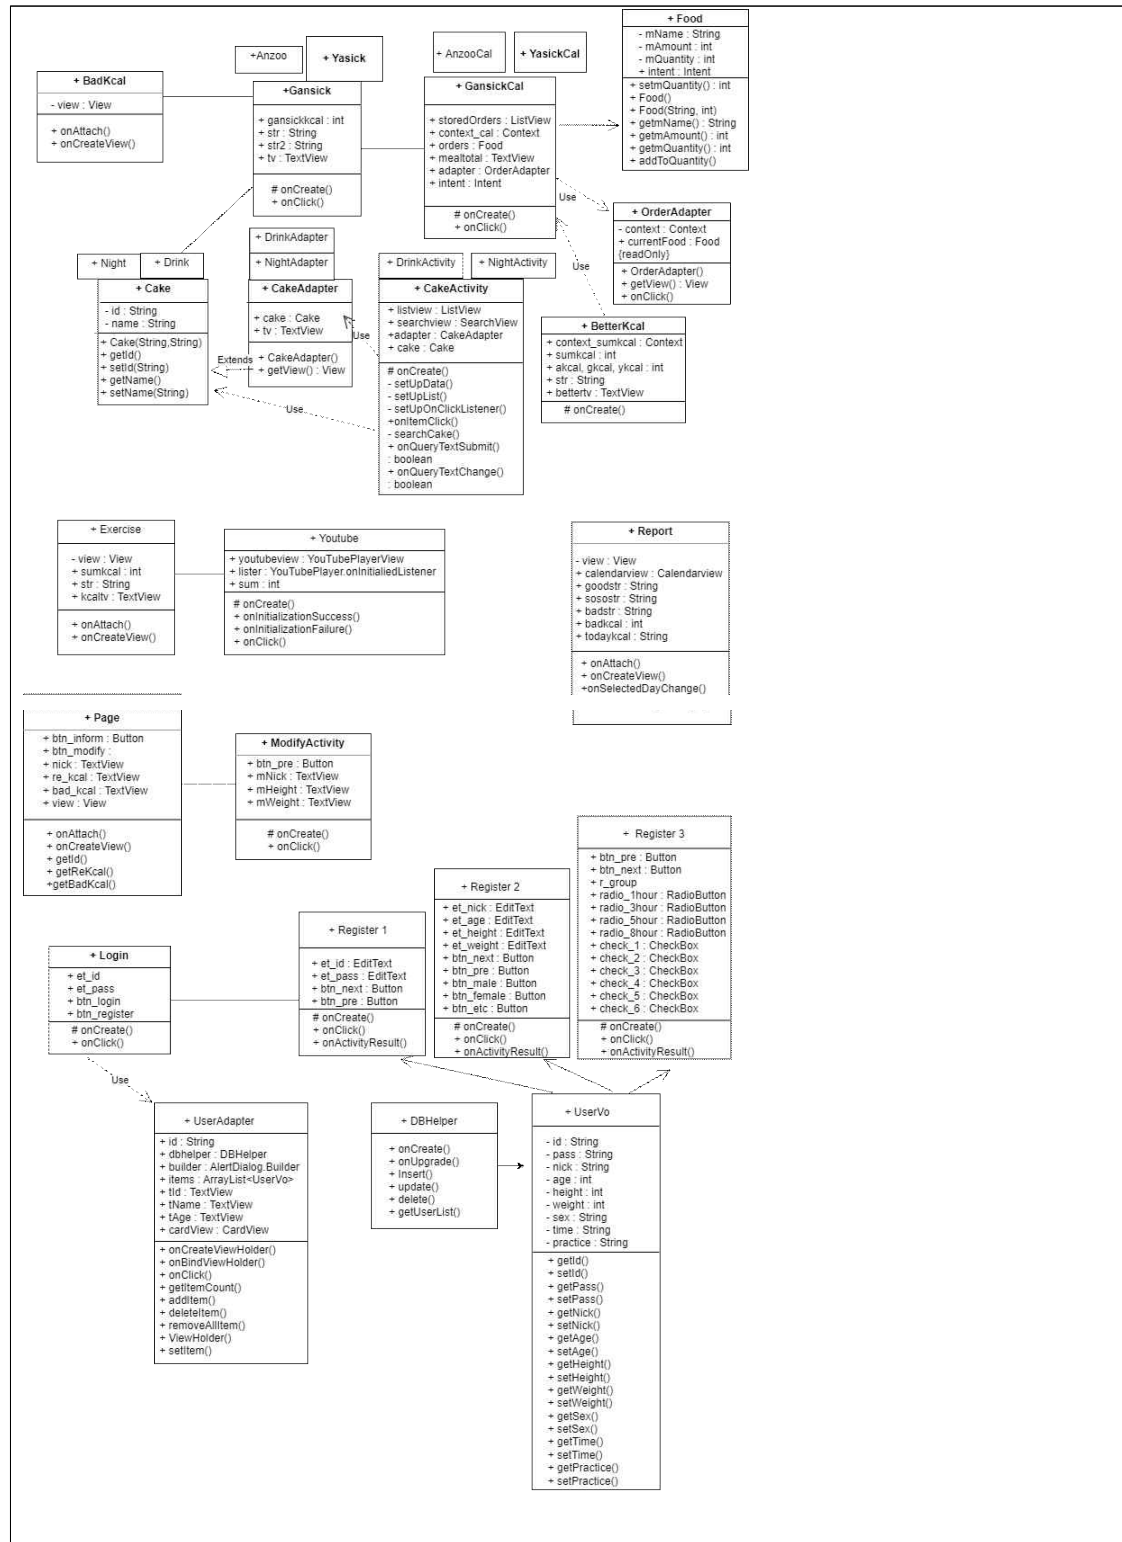 + Food
- mName : String
- mAmount : int
- mQuantity : int
+ intent : Intent
+ setmQuantity() : int
+ Food()
+ Food(String, int)
+ getmName() : String
+ getmAmount() : int
+ getmQuantity() : int
+ addToQuantity()
+Anzoo
+ Yasick
+ AnzooCal
+ YasickCal
+ BadKcal
- view : View
+ onAttach()
+ onCreateView()
+Gansick
+ gansickkcal : int
+ str : String
+ str2 : String
+ tv : TextView
# onCreate()
+ onClick()
+ GansickCal
+ storedOrders : ListView
+ context_cal : Context
+ orders : Food
+ mealtotal : TextView
+ adapter : OrderAdapter
+ intent : Intent
# onCreate()
+ onClick()
Use
+ OrderAdapter
- context : Context
+ currentFood : Food
{readOnly}
+ OrderAdapter()
+ getView() : View
+ onClick()
Use
+ Night
+ Drink
+ Cake
- id : String
- name : String
+ Cake(String,String)
+ getId()
+ setId(String)
+ getName()
+ setName(String)
+ DrinkAdapter
+ NightAdapter
+ CakeAdapter
+ cake : Cake
+ tv : TextView
+ CakeAdapter()
+ getView() : View
Extends
Use
Use
+ DrinkActivity
+ NightActivity
+ CakeActivity
+ listview : ListView
+ searchview : SearchView
+adapter : CakeAdapter
+ cake : Cake
# onCreate()
- setUpData()
- setUpList()
- setUpOnClickListener()
+onItemClick()
- searchCake()
+ onQueryTextSubmit()
: boolean
+ onQueryTextChange()
: boolean
+ BetterKcal
+ context_sumkcal : Context
+ sumkcal : int
+ akcal, gkcal, ykcal : int
+ str : String
+ bettertv : TextView
# onCreate()
+ Exercise
- view : View
+ sumkcal : int
+ str : String
+ kcaltv : TextView
+ onAttach()
+ onCreateView()
+ Youtube
+ youtubeview : YouTubePlayerView
+ lister : YouTubePlayer.onInitialiedListener
+ sum : int
# onCreate()
+ onInitializationSuccess()
+ onInitializationFailure()
+ onClick()
+ Report
- view : View
+ calendarview : Calendarview
+ goodstr : String
+ sosostr : String
+ badstr : String
+ badkcal : int
+ todaykcal : String
+ onAttach()
+ onCreateView()
+onSelectedDayChange()
+ Page
+ btn_inform : Button
+ btn_modify :
+ nick : TextView
+ re_kcal : TextView
+ bad_kcal : TextView
+ view : View
+ onAttach()
+ onCreateView()
+ getId()
+ getReKcal()
+getBadKcal()
+ ModifyActivity
+ btn_pre : Button
+ mNick : TextView
+ mHeight : TextView
+ mWeight : TextView
# onCreate()
+ onClick()
+ Login
+ et_id
+ et_pass
+ btn_login
+ btn_register
# onCreate()
+ onClick()
Use
+ Register 1
+ et_id : EditText
+ et_pass : EditText
+ btn_next : Button
+ btn_pre : Button
# onCreate()
+ onClick()
+ onActivityResult()
+ Register 2
+ et_nick : EditText
+ et_age : EditText
+ et_height : EditText
+ et_weight : EditText
+ btn_next : Button
+ btn_pre : Button
+ btn_male : Button
+ btn_female : Button
+ btn_etc : Button
# onCreate()
+ onClick()
+ onActivityResult()
+ Register 3
+ btn_pre : Button
+ btn_next : Button
+ r_group
+ radio_1hour : RadioButton
+ radio_3hour : RadioButton
+ radio_5hour : RadioButton
+ radio_8hour : RadioButton
+ check_1 : CheckBox
+ check_2 : CheckBox
+ check_3 : CheckBox
+ check_4 : CheckBox
+ check_5 : CheckBox
+ check_6 : CheckBox
# onCreate()
+ onClick()
+ onActivityResult()
+ UserAdapter
+ id : String
+ dbhelper : DBHelper
+ builder : AlertDialog.Builder
+ items : ArrayList<UserVo>
+ tId : TextView
+ tName : TextView
+ tAge : TextView
+ cardView : CardView
+ onCreateViewHolder()
+ onBindViewHolder()
+ onClick()
+ getItemCount()
+ addItem()
+ deleteItem()
+ removeAllItem()
+ ViewHolder()
+ setItem()
+ DBHelper
+ onCreate()
+ onUpgrade()
+ Insert()
+ update()
+ delete()
+ getUserList()
+ UserVo
- id : String
- pass : String
- nick : String
- age : int
- height : int
- weight : int
- sex : String
- time : String
- practice : String
+ getId()
+ setId()
+ getPass()
+ setPass()
+ getNick()
+ setNick()
+ getAge()
+ setAge()
+ getHeight()
+ setHeight()
+ getWeight()
+ setWeight()
+ getSex()
+ setSex()
+ getTime()
+ setTime()
+ getPractice()
+ setPractice()